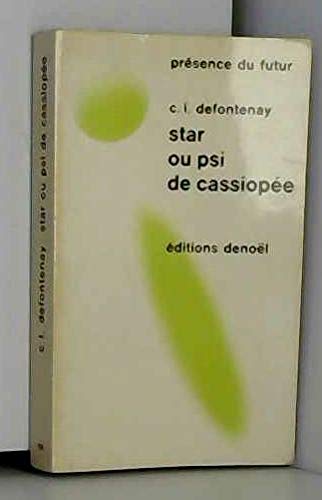 présence du futur
c. i. defontenay
star
ou psi
de cassiopée
éditions denoël
c. i. defontenay star ou psi de cassiopée